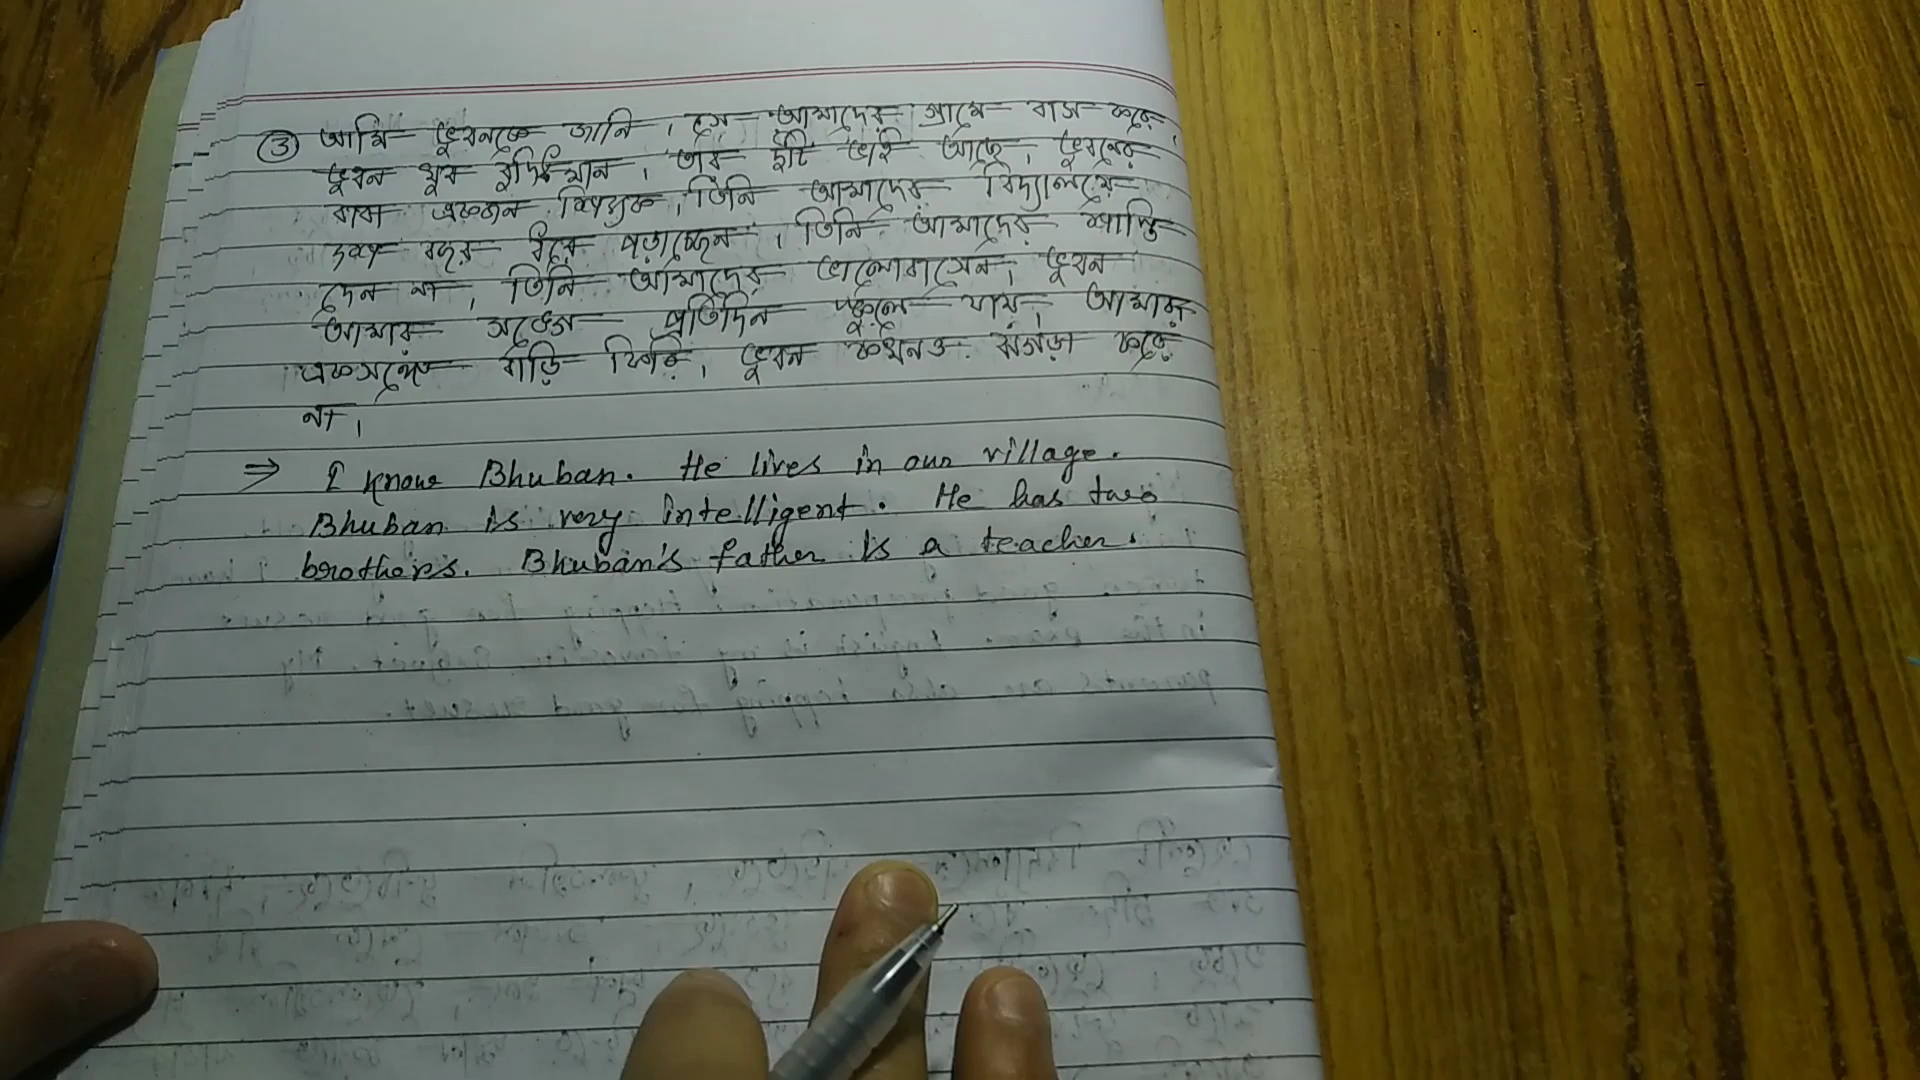 ③ আমি ভুবনকে জানি। সে আমাদের গ্রামে বাস করে।
ভুবন খুব বুদ্ধিমান। তার দুটি ভাই আছে। ভুবনের
বাবা একজন শিক্ষক। তিনি আমাদের বিদ্যালয়ে
দশ বছর ধরে পড়াচ্ছেন। তিনি আমাদের শাস্তি
দেন না। তিনি আমাদের ভালোবাসেন। ভুবন
আমার সঙ্গে প্রতিদিন স্কুলে যায়। আমরা
একসঙ্গে বাড়ি ফিরি। ভুবন কখনও ঝগড়া করে
না।
⇒ I know Bhuban. He lives in our village.
Bhuban is very intelligent. He has two
brothers. Bhuban's father is a teacher.